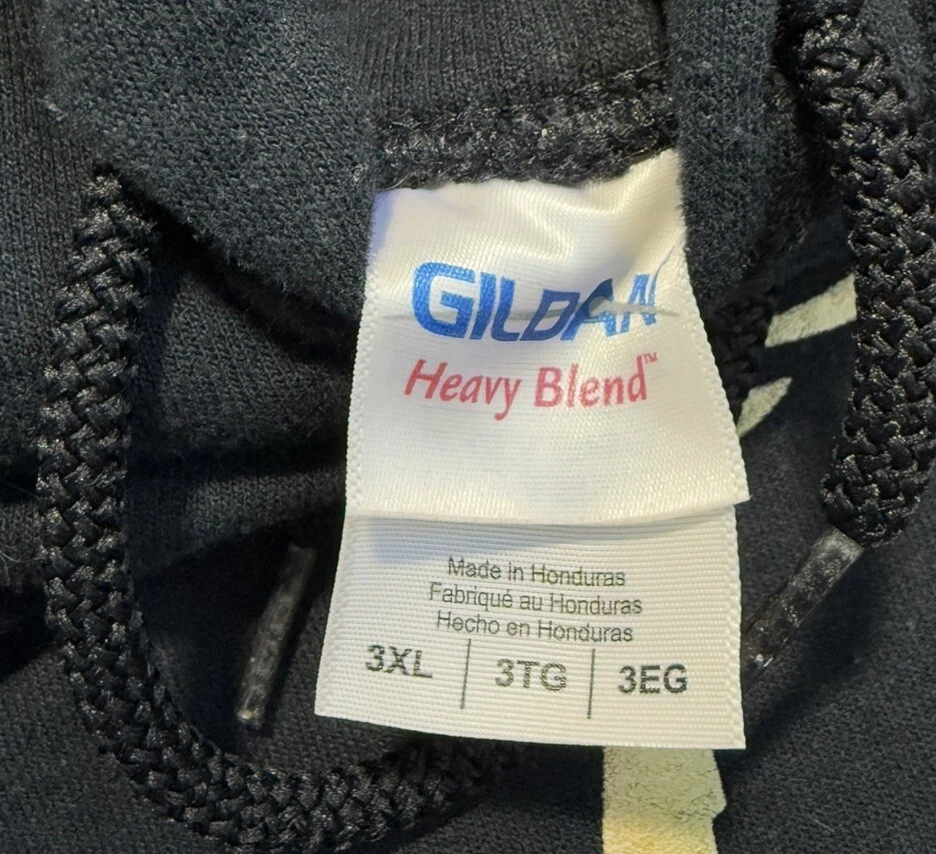 GILDAN
Heavy Blend™
Made in Honduras
Fabriqué au Honduras
Hecho en Honduras
3XL | 3TG | 3EG